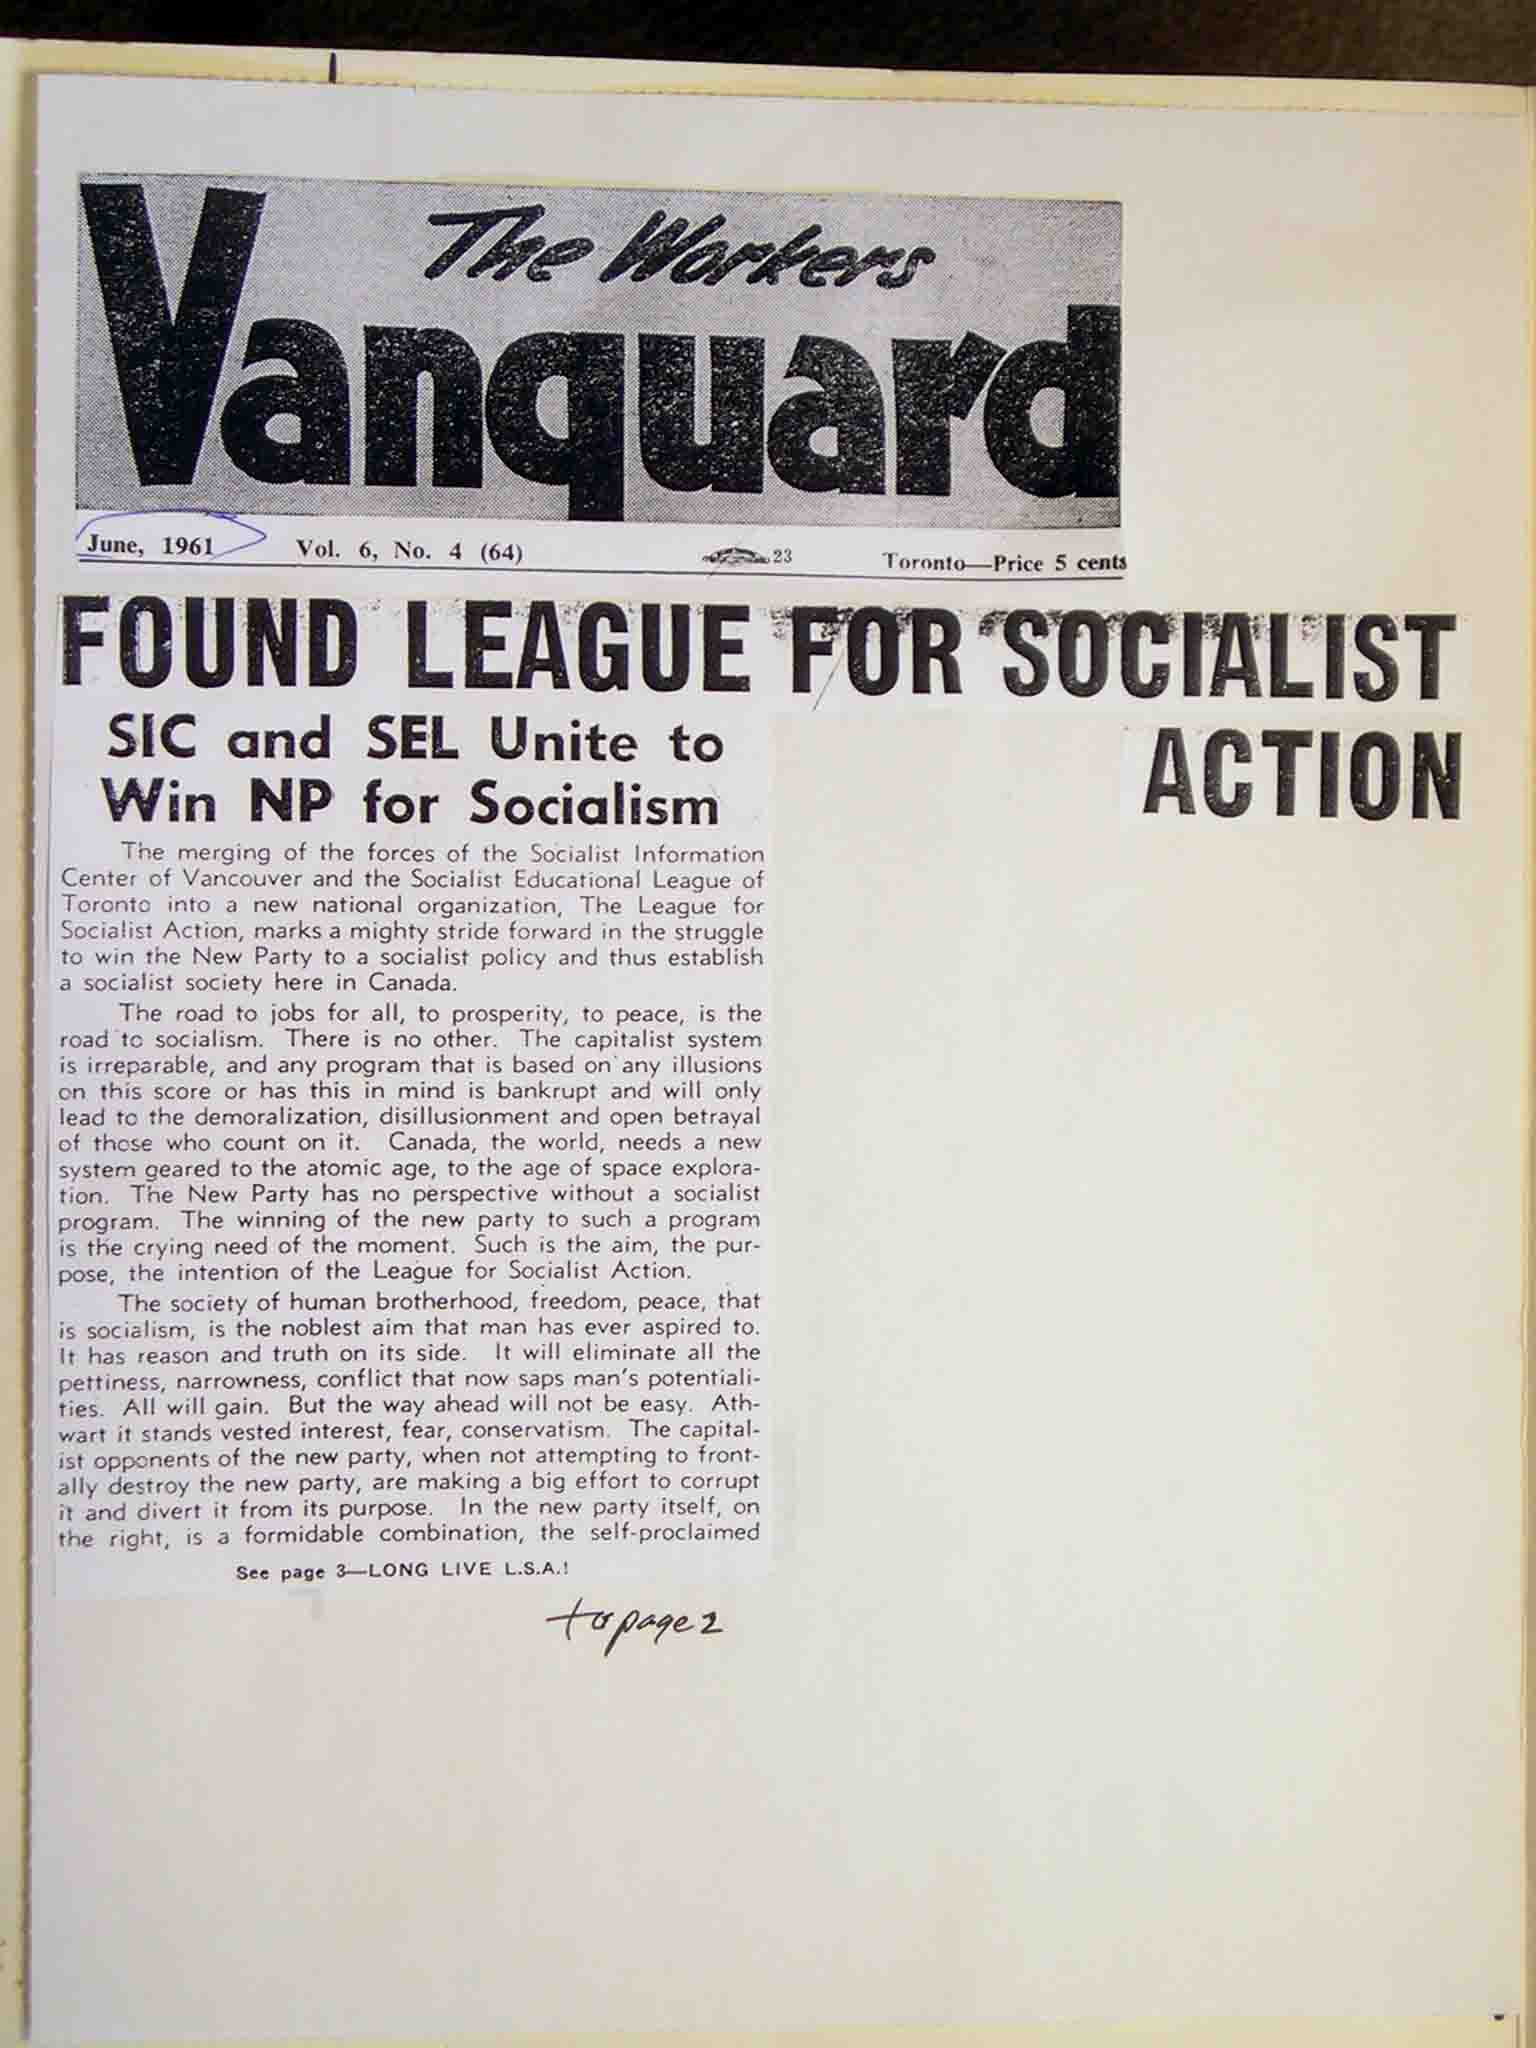 The Workers
Vanguard
June, 1961 Vol. 6, No. 4 (64) 23 Toronto—Price 5 cents
FOUND LEAGUE FOR SOCIALIST
ACTION
SIC and SEL Unite to
Win NP for Socialism
The merging of the forces of the Socialist Information
Center of Vancouver and the Socialist Educational League of
Toronto into a new national organization, The League for
Socialist Action, marks a mighty stride forward in the struggle
to win the New Party to a socialist policy and thus establish
a socialist society here in Canada.
The road to jobs for all, to prosperity, to peace, is the
road to socialism. There is no other. The capitalist system
is irreparable, and any program that is based on any illusions
on this score or has this in mind is bankrupt and will only
lead to the demoralization, disillusionment and open betrayal
of those who count on it. Canada, the world, needs a new
system geared to the atomic age, to the age of space explora-
tion. The New Party has no perspective without a socialist
program. The winning of the new party to such a program
is the crying need of the moment. Such is the aim, the pur-
pose, the intention of the League for Socialist Action.
The society of human brotherhood, freedom, peace, that
is socialism, is the noblest aim that man has ever aspired to.
It has reason and truth on its side. It will eliminate all the
pettiness, narrowness, conflict that now saps man's potentiali-
ties. All will gain. But the way ahead will not be easy. Ath-
wart it stands vested interest, fear, conservatism. The capital-
ist opponents of the new party, when not attempting to front-
ally destroy the new party, are making a big effort to corrupt
it and divert it from its purpose. In the new party itself, on
the right, is a formidable combination, the self-proclaimed
See page 3—LONG LIVE L.S.A.!
to page 2